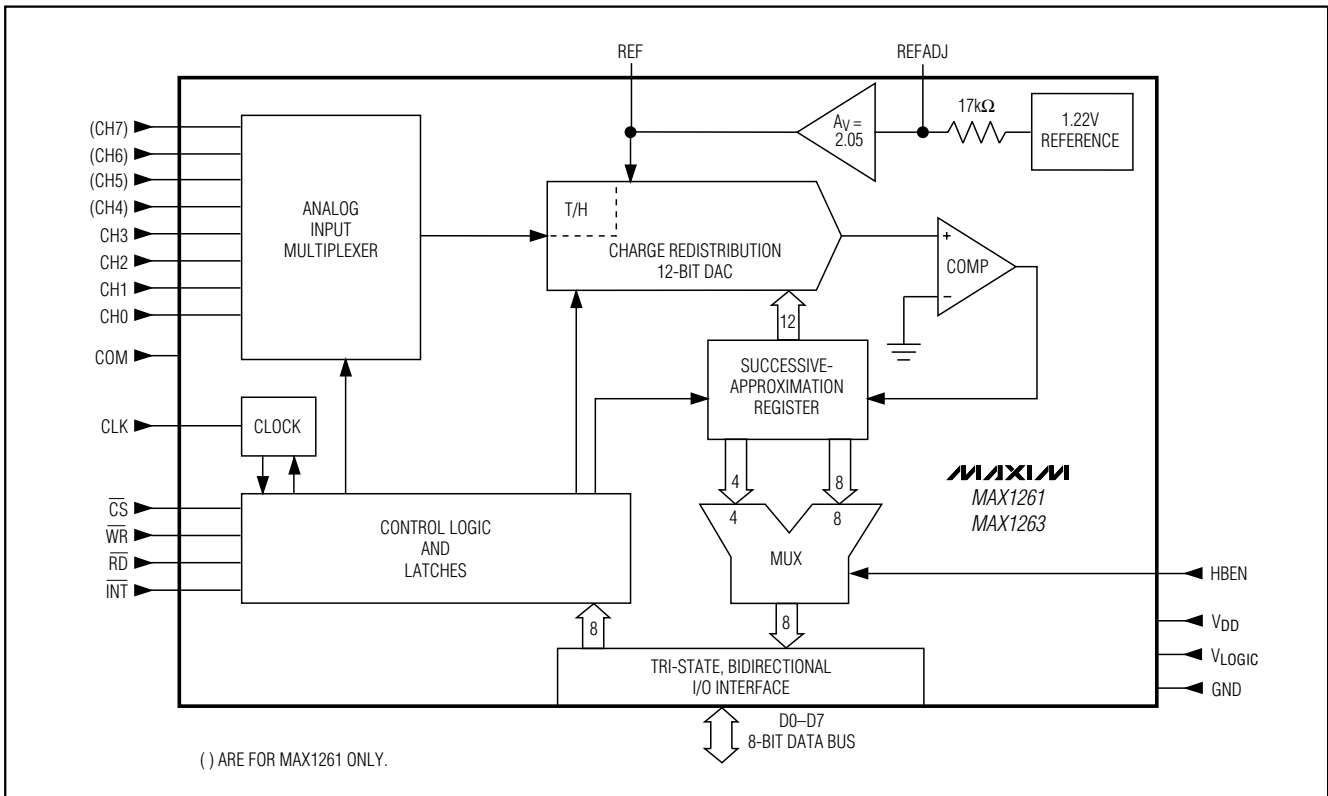 REF
REFADJ
17kΩ
1.22V
REFERENCE
AV =
2.05
(CH7)
(CH6)
(CH5)
(CH4)
CH3
CH2
CH1
CH0
COM
CLK
CS
WR
RD
INT
ANALOG
INPUT
MULTIPLEXER
T/H
CHARGE REDISTRIBUTION
12-BIT DAC
+
COMP
−
12
SUCCESSIVE-
APPROXIMATION
REGISTER
CLOCK
4
8
4
8
MUX
MAXIM
MAX1261
MAX1263
CONTROL LOGIC
AND
LATCHES
8
8
HBEN
VDD
VLOGIC
GND
TRI-STATE, BIDIRECTIONAL
I/O INTERFACE
D0–D7
8-BIT DATA BUS
( ) ARE FOR MAX1261 ONLY.